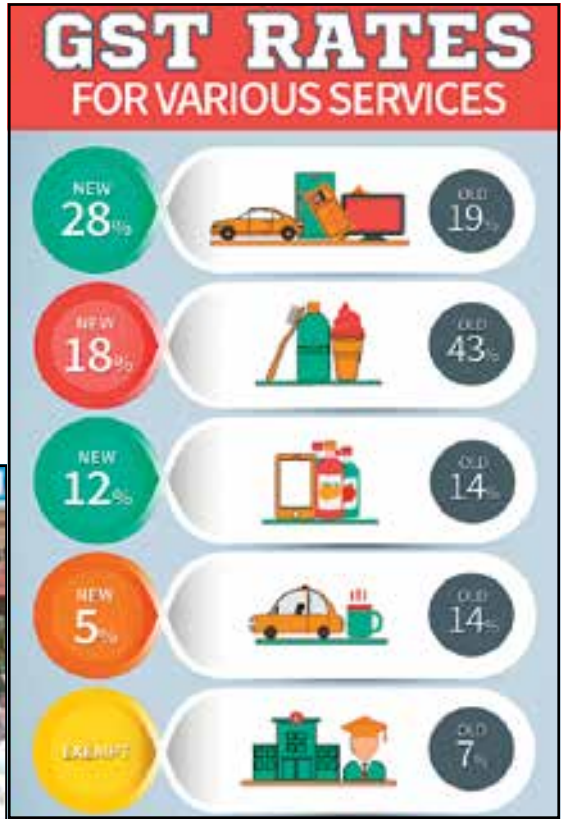 GST RATES
FOR VARIOUS SERVICES
NEW
28%
OLD
19%
NEW
18%
OLD
43%
NEW
12%
OLD
14%
NEW
5%
OLD
14%
EXEMPT
OLD
7%